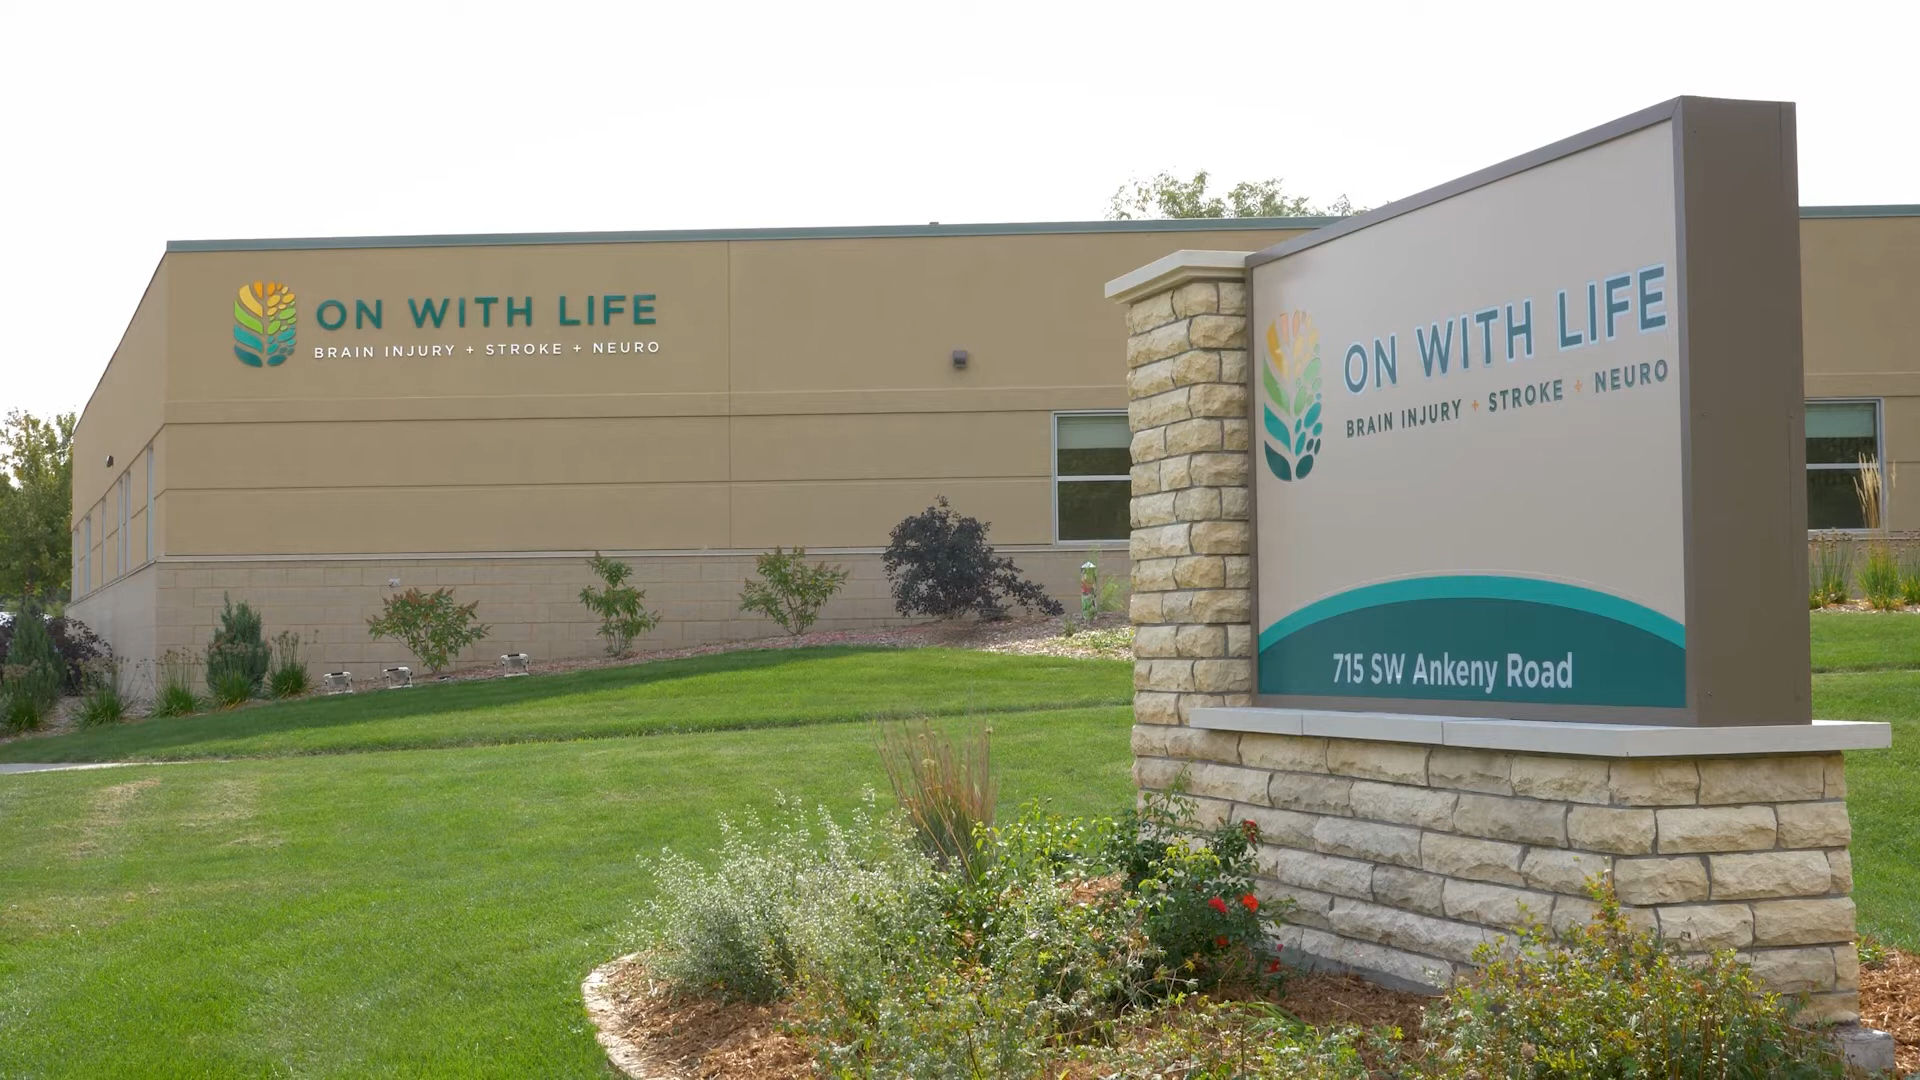 ON WITH LIFE
BRAIN INJURY + STROKE + NEURO
ON WITH LIFE
BRAIN INJURY + STROKE + NEURO
715 SW Ankeny Road